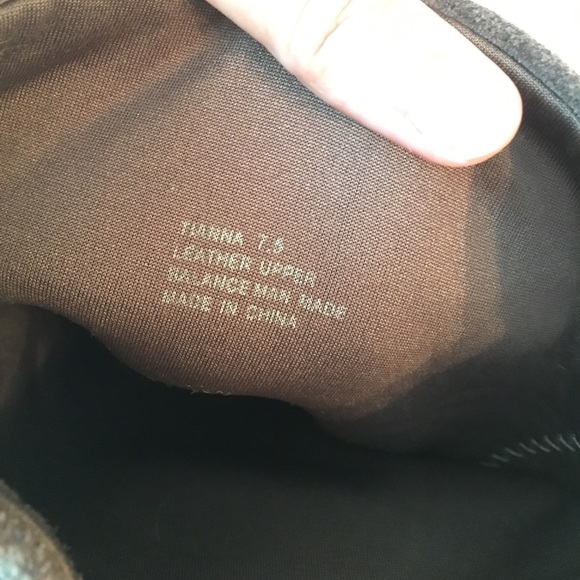 TIANNA 7.5
LEATHER UPPER
BALANCE MAN MADE
MADE IN CHINA